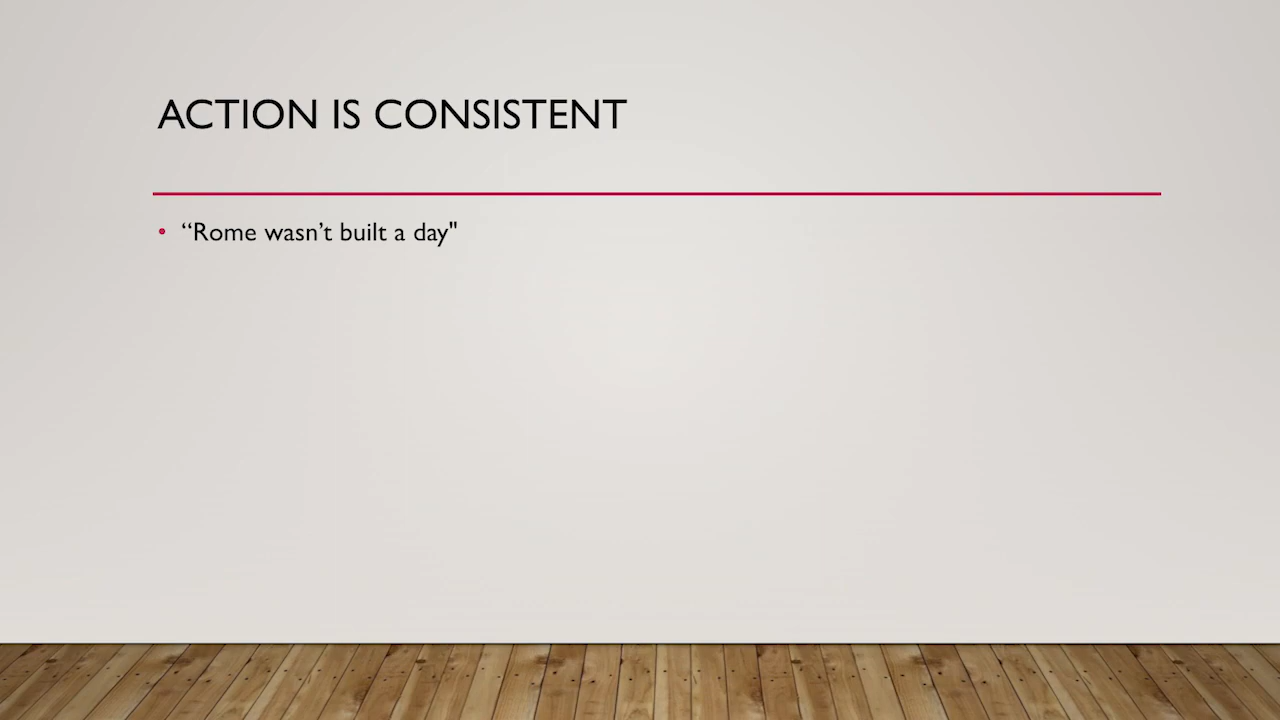 ACTION IS CONSISTENT
• “Rome wasn’t built a day"